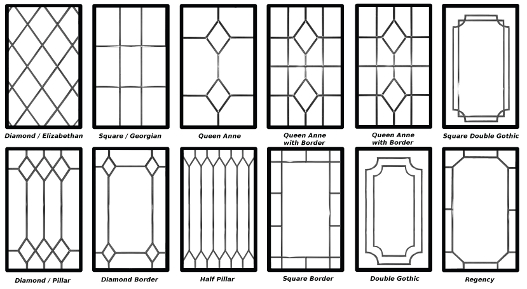 Diamond / Elizabethan
Square / Georgian
Queen Anne
Queen Anne
with Border
Queen Anne
with Border
Square Double Gothic
Diamond / Pillar
Diamond Border
Half Pillar
Square Border
Double Gothic
Regency